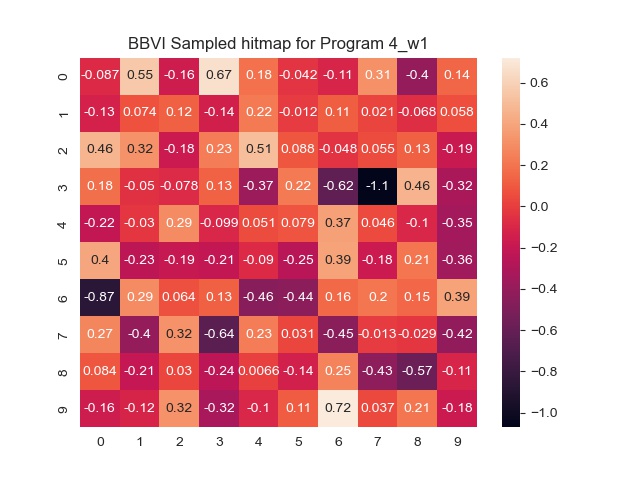 BBVI Sampled hitmap for Program 4_w1
0 -0.087 0.55 -0.16 0.67 0.18 -0.042 -0.11 0.31 -0.4 0.14 0.6
1 -0.13 0.074 0.12 -0.14 0.22 -0.012 0.11 0.021 -0.068 0.058 0.4
2 0.46 0.32 -0.18 0.23 0.51 0.088 -0.048 0.055 0.13 -0.19 0.2
3 0.18 -0.05 -0.078 0.13 -0.37 0.22 -0.62 -1.1 0.46 -0.32 0.0
4 -0.22 -0.03 0.29 -0.099 0.051 0.079 0.37 0.046 -0.1 -0.35 -0.2
5 0.4 -0.23 -0.19 -0.21 -0.09 -0.25 0.39 -0.18 0.21 -0.36 -0.4
6 -0.87 0.29 0.064 0.13 -0.46 -0.44 0.16 0.2 0.15 0.39 -0.6
7 0.27 -0.4 0.32 -0.64 0.23 0.031 -0.45 -0.013 -0.029 -0.42
8 0.084 -0.21 0.03 -0.24 0.0066 -0.14 0.25 -0.43 -0.57 -0.11 -0.8
9 -0.16 -0.12 0.32 -0.32 -0.1 0.11 0.72 0.037 0.21 -0.18 -1.0
0 1 2 3 4 5 6 7 8 9